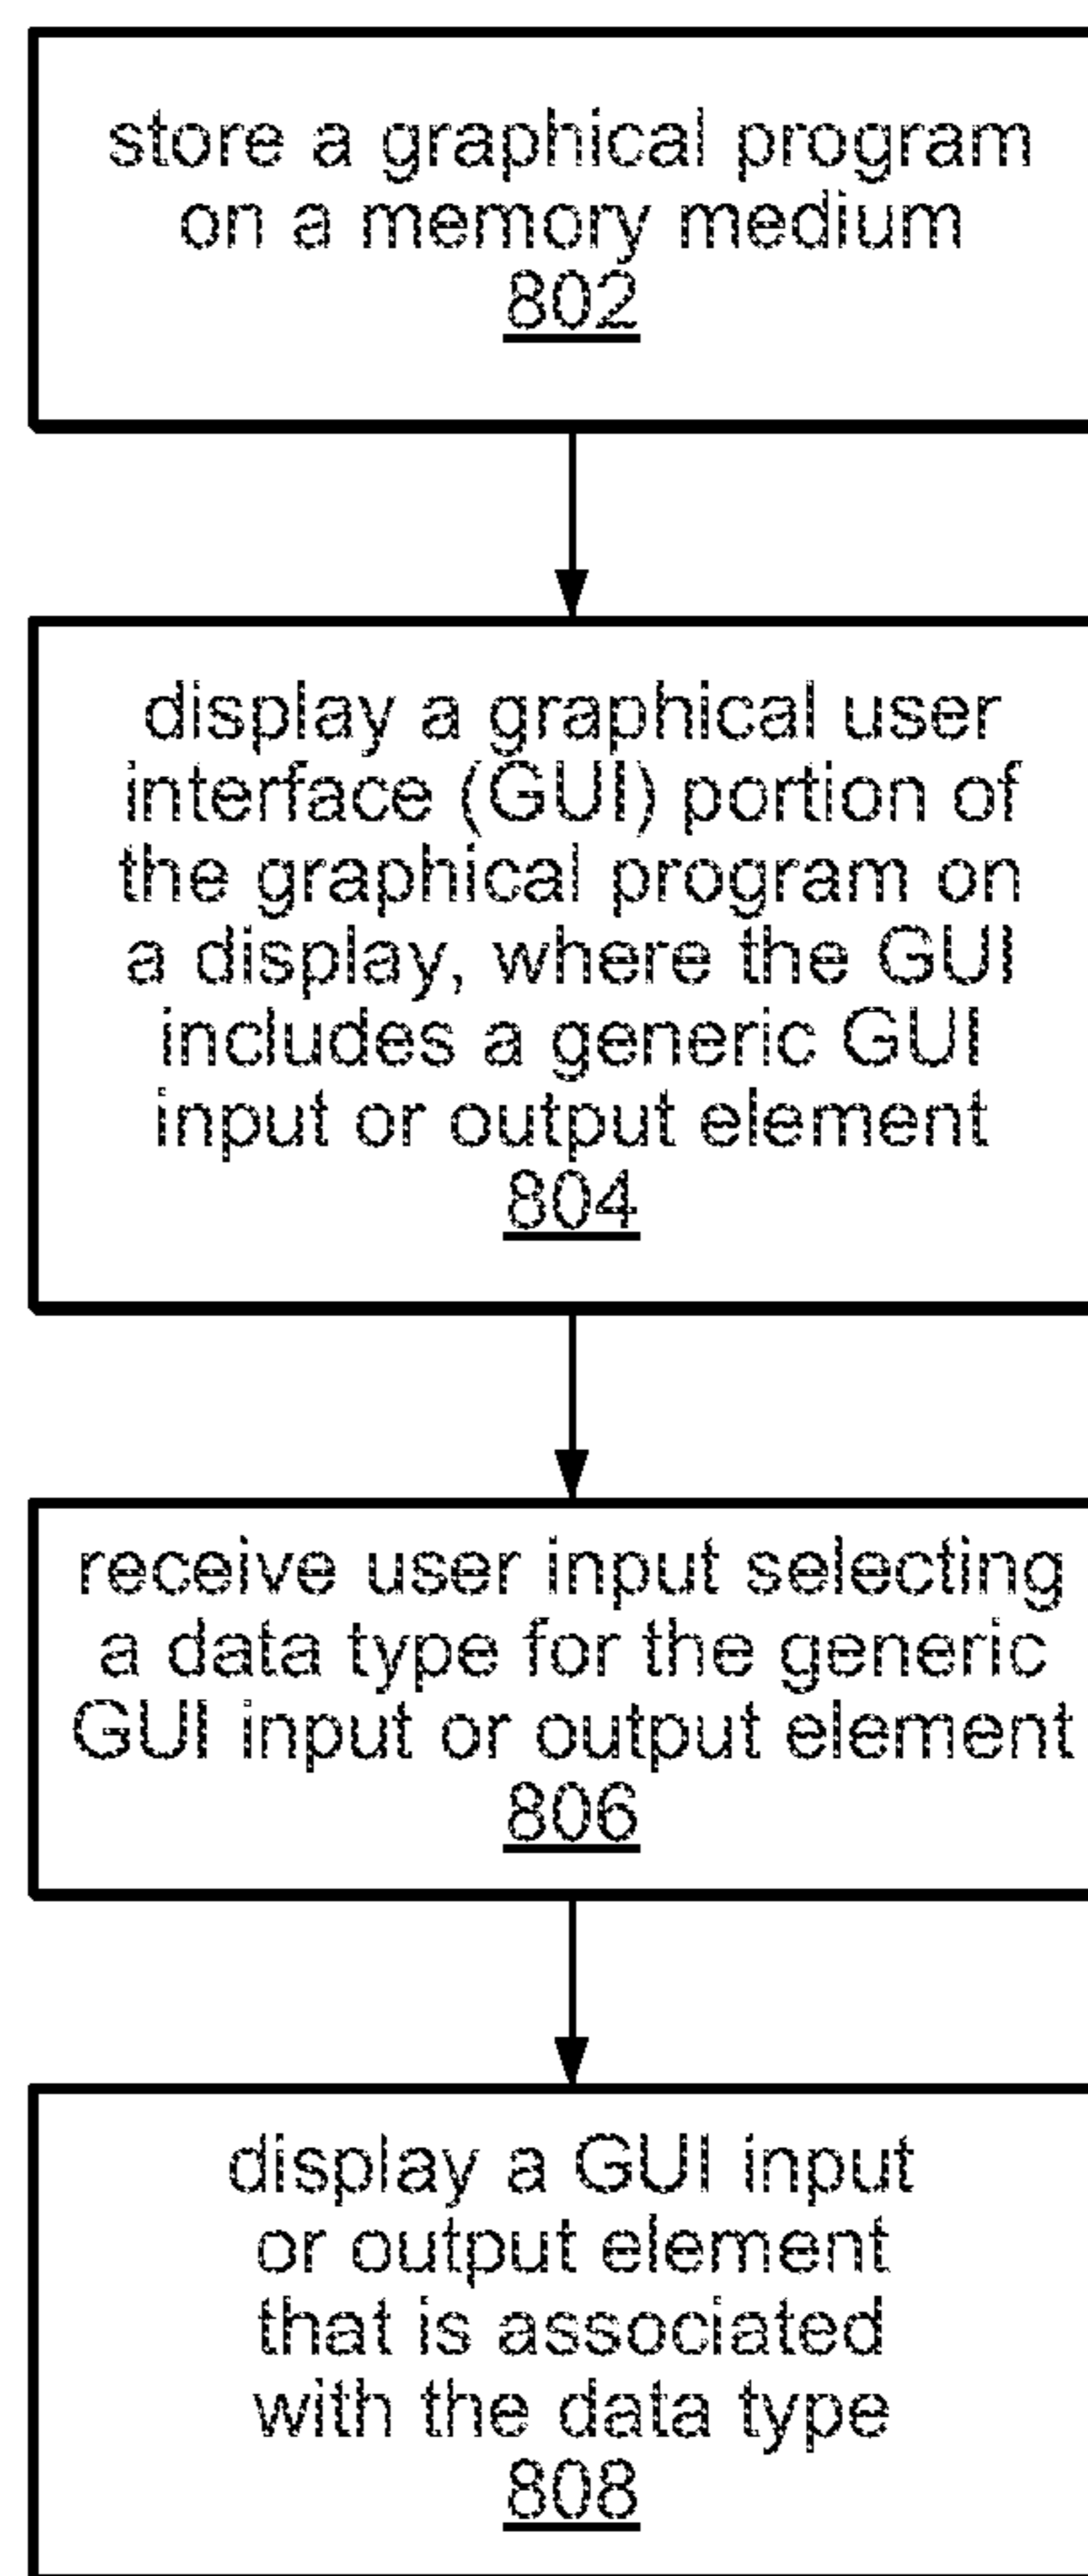 store a graphical program
on a memory medium
802
display a graphical user
interface (GUI) portion of
the graphical program on
a display, where the GUI
includes a generic GUI
input or output element
804
receive user input selecting
a data type for the generic
GUI input or output element
806
display a GUI input
or output element
that is associated
with the data type
808